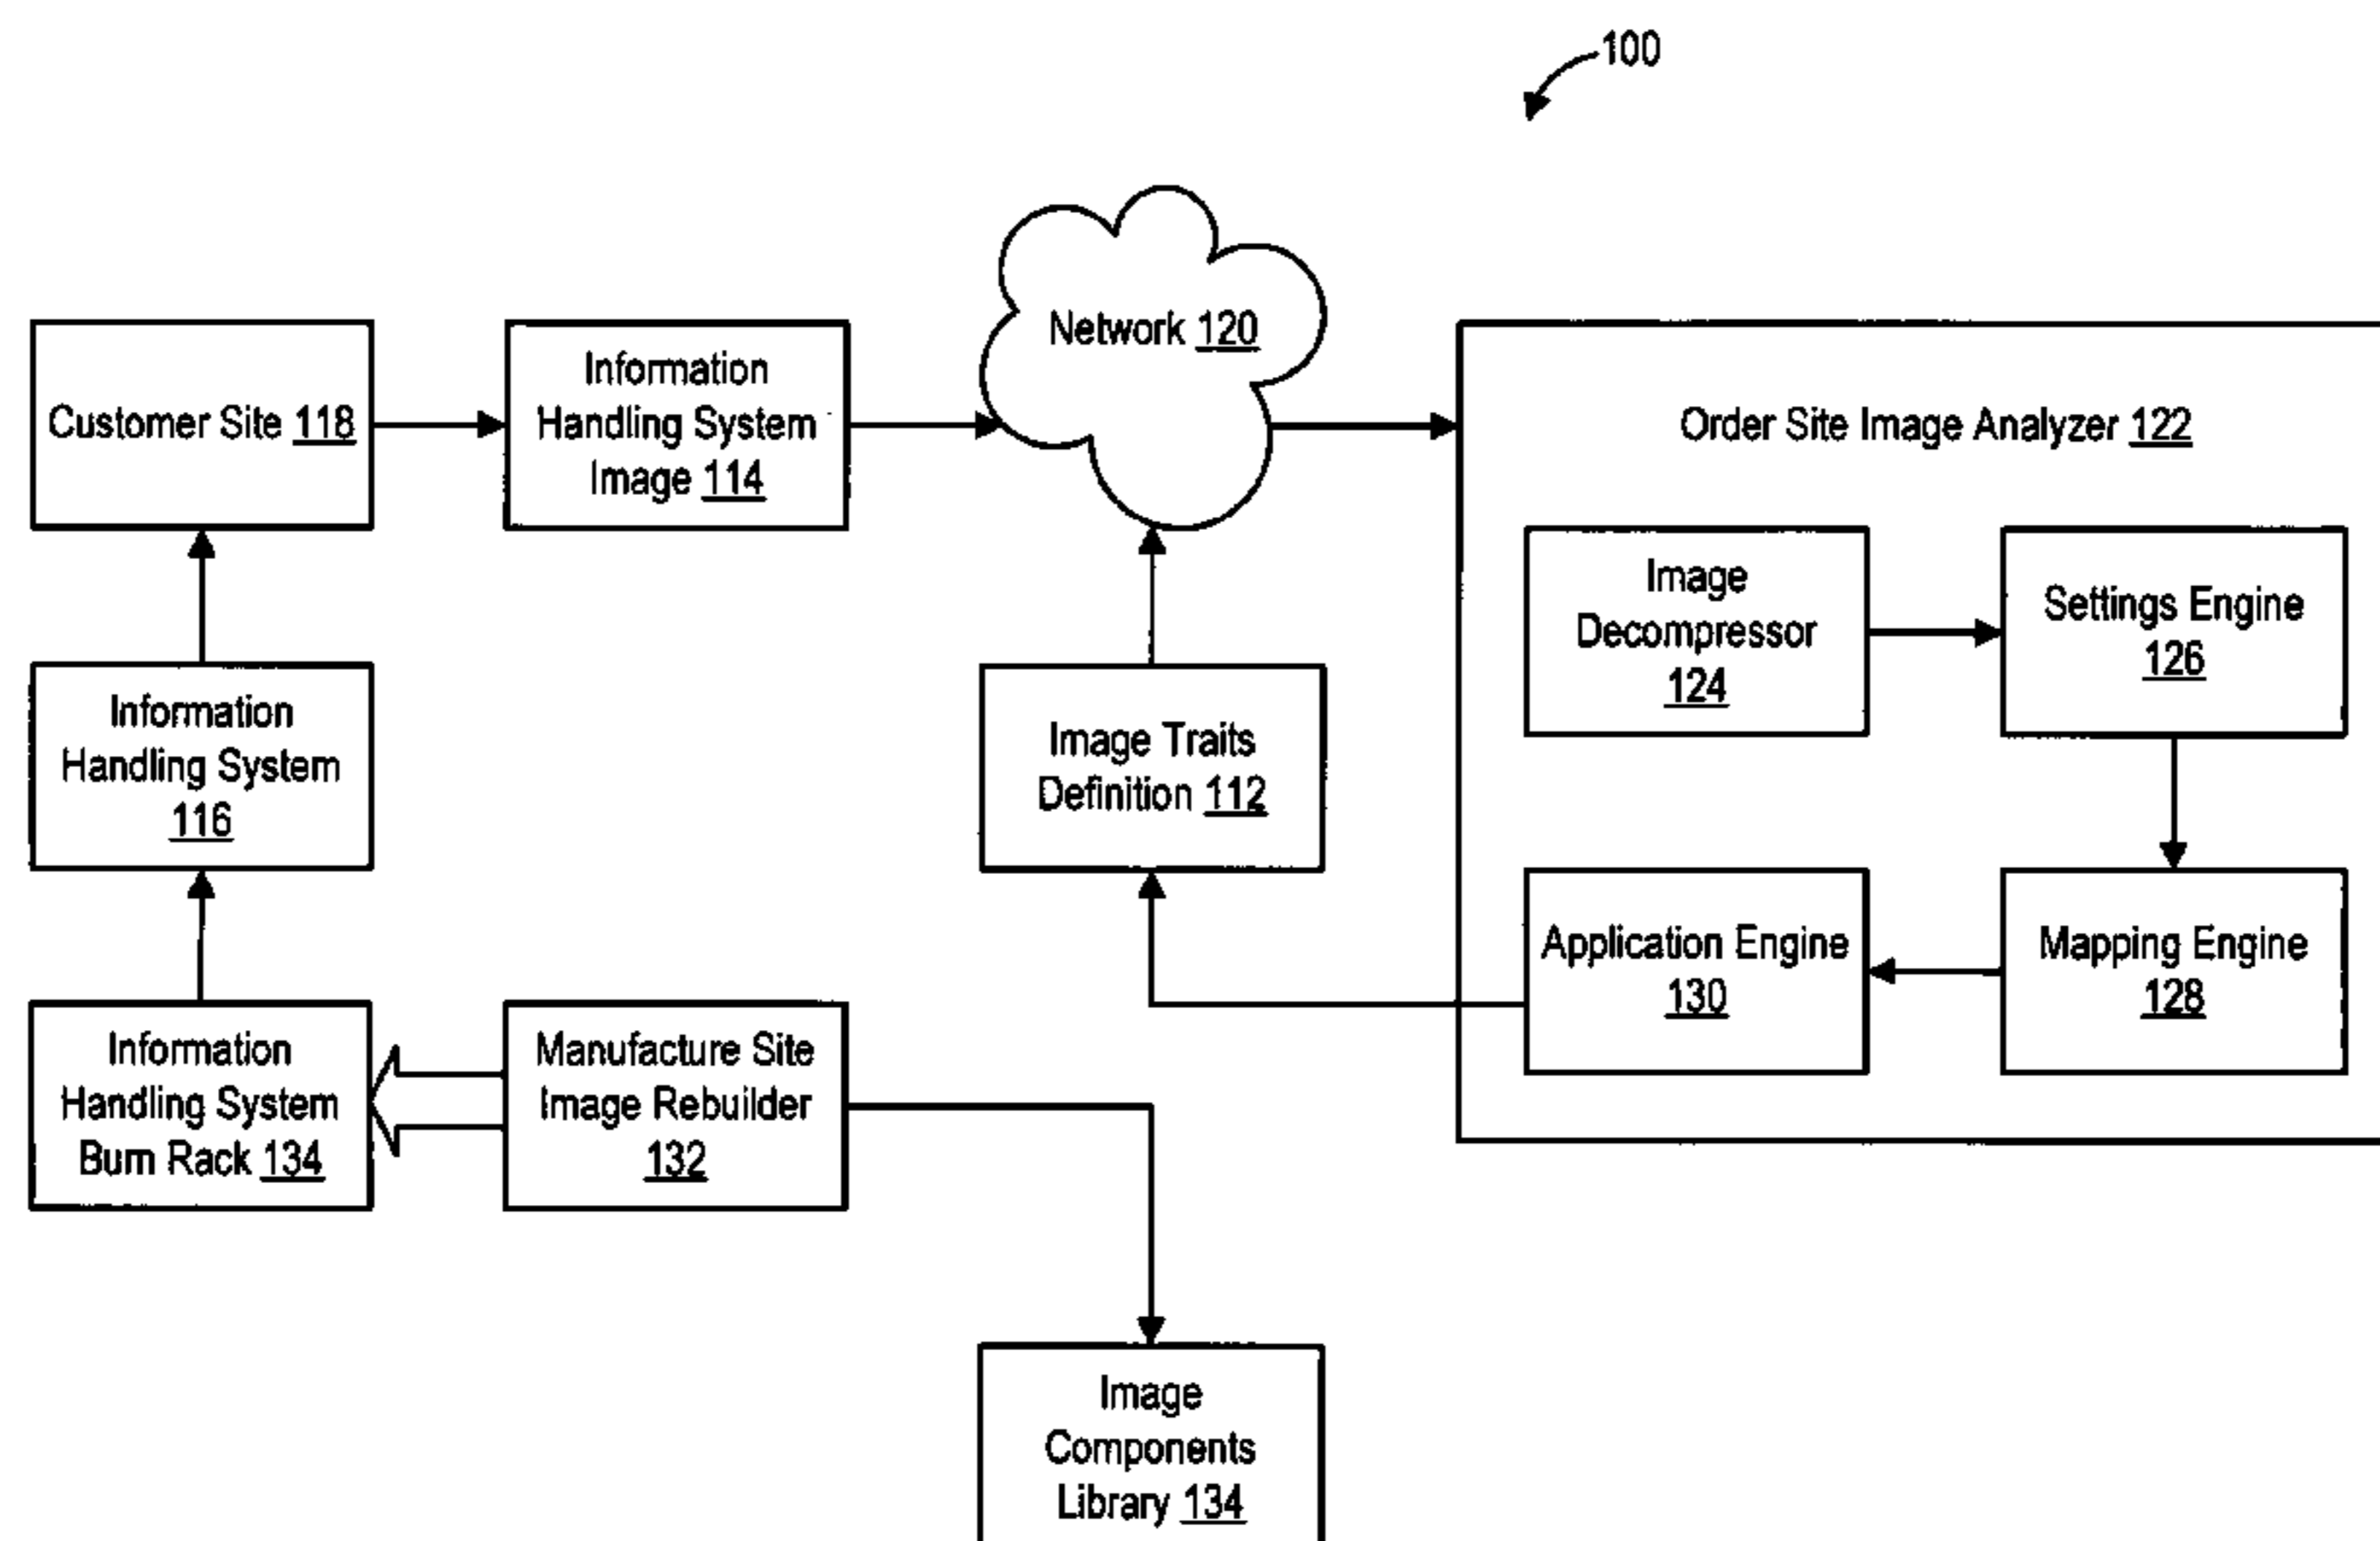 100
Network 120
Customer Site 118
Information
Handling System
Image 114
Order Site Image Analyzer 122
Image
Decompressor
124
Settings Engine
126
Information
Handling System
116
Image Traits
Definition 112
Application Engine
130
Mapping Engine
128
Information
Handling System
Burn Rack 134
Manufacture Site
Image Rebuilder
132
Image
Components
Library 134